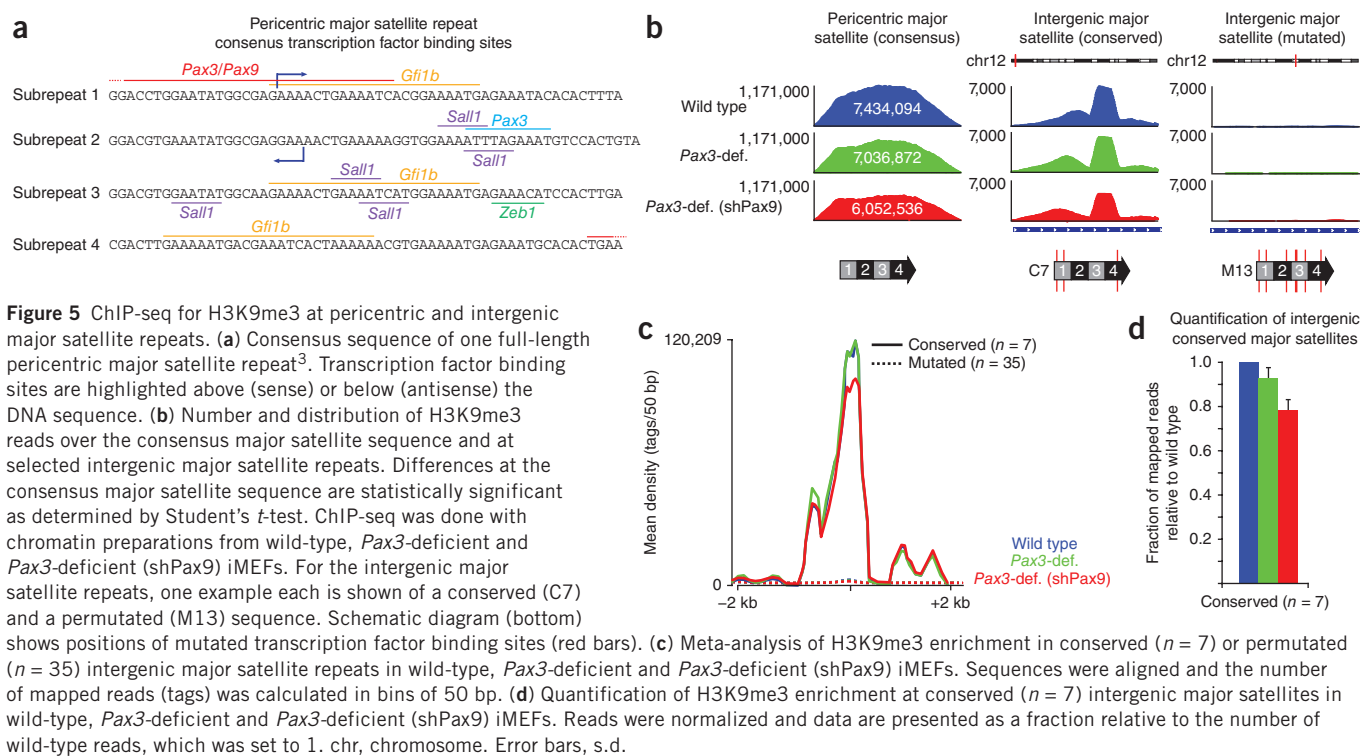 a
Pericentric major satellite repeat
consenus transcription factor binding sites
Pax3/Pax9
Gfi1b
Subrepeat 1 GGACCTGGAATATGGCGAGAAAACTGAAAATCACGGAAAATGAGAAATACACACTTTA
Sall1 Pax3
Subrepeat 2 GGACGTGAAATATGGCGAGGAAAACTGAAAAAGGTGGAAAATTTAGAAATGTCCACTGTA
Sall1
Sall1
Gfi1b
Subrepeat 3 GGACGTGGAATATGGCAAGAAAACTGAAAATCATGGAAAATGAGAAACATCCACTTGA
Sall1 Sall1 Zeb1
Gfi1b
Subrepeat 4 CGACTTGAAAAATGACGAAATCACTAAAAAACGTGAAAAATGAGAAATGCACACTGAA
b
Pericentric major
satellite (consensus)
Intergenic major
satellite (conserved)
Intergenic major
satellite (mutated)
chr12
chr12
Wild type 1,171,000 7,434,094 7,000 7,000
Pax3-def. 1,171,000 7,036,872 7,000 7,000
Pax3-def. (shPax9) 1,171,000 6,052,536 7,000 7,000
1 2 3 4
C7 1 2 3 4
M13 1 2 3 4
Figure 5 ChIP-seq for H3K9me3 at pericentric and intergenic
major satellite repeats. (a) Consensus sequence of one full-length
pericentric major satellite repeat3. Transcription factor binding
sites are highlighted above (sense) or below (antisense) the
DNA sequence. (b) Number and distribution of H3K9me3
reads over the consensus major satellite sequence and at
selected intergenic major satellite repeats. Differences at the
consensus major satellite sequence are statistically significant
as determined by Student's t-test. ChIP-seq was done with
chromatin preparations from wild-type, Pax3-deficient and
Pax3-deficient (shPax9) iMEFs. For the intergenic major
satellite repeats, one example each is shown of a conserved (C7)
and a permutated (M13) sequence. Schematic diagram (bottom)
shows positions of mutated transcription factor binding sites (red bars). (c) Meta-analysis of H3K9me3 enrichment in conserved (n = 7) or permutated
(n = 35) intergenic major satellite repeats in wild-type, Pax3-deficient and Pax3-deficient (shPax9) iMEFs. Sequences were aligned and the number
of mapped reads (tags) was calculated in bins of 50 bp. (d) Quantification of H3K9me3 enrichment at conserved (n = 7) intergenic major satellites in
wild-type, Pax3-deficient and Pax3-deficient (shPax9) iMEFs. Reads were normalized and data are presented as a fraction relative to the number of
wild-type reads, which was set to 1. chr, chromosome. Error bars, s.d.
c
120,209
Mean density (tags/50 bp)
0
−2 kb
+2 kb
Conserved (n = 7)
Mutated (n = 35)
Wild type
Pax3-def.
Pax3-def. (shPax9)
d
Quantification of intergenic
conserved major satellites
Fraction of mapped reads
relative to wild type
1.0
0.8
0.6
0.4
0.2
Conserved (n = 7)